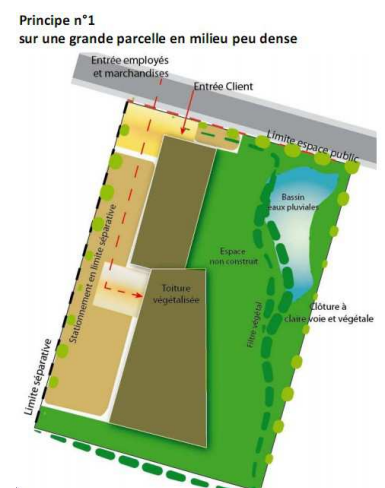 Principe n°1
sur une grande parcelle en milieu peu dense
Entrée employés
et marchandises
Entrée Client
Limite espace public
Bassin
eaux pluviales
Espace
non construit
Stationnement en limite séparative
Toiture
végétalisée
Filtre végétal
Clôture à
claire voie et végétale
Limite séparative